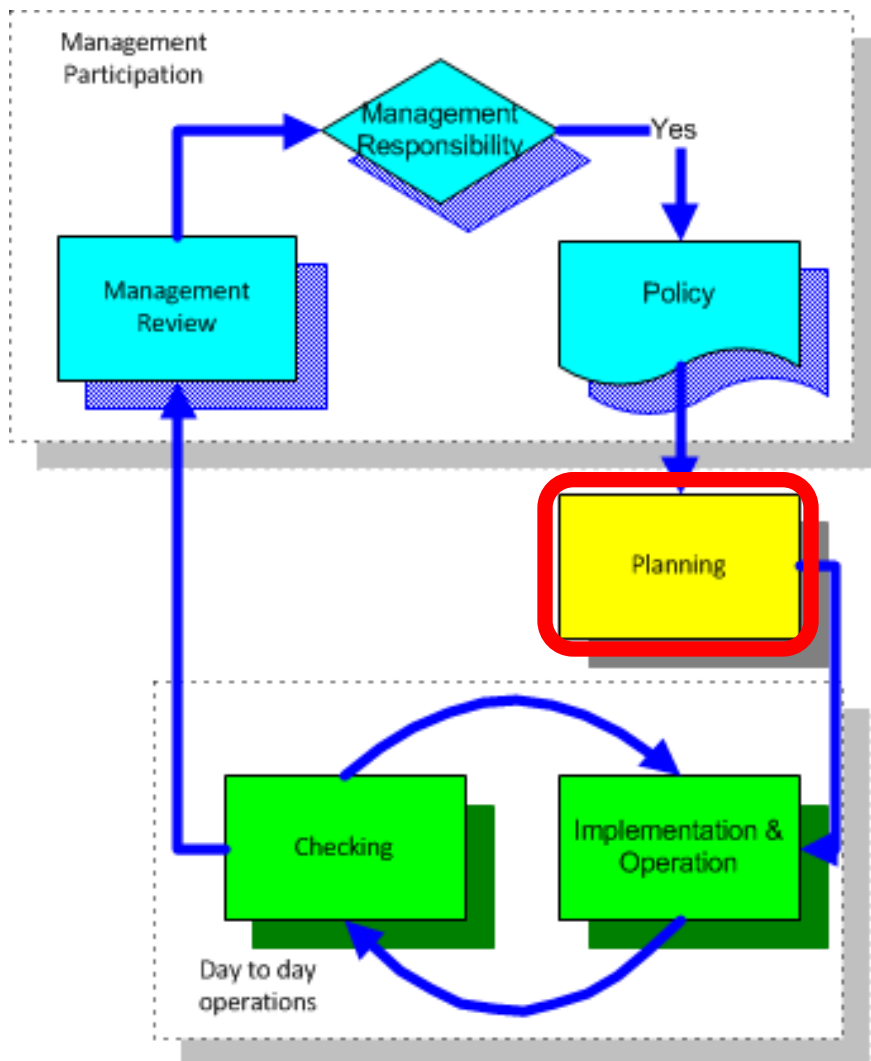 Management
Participation
Management
Responsibility
Yes
Management
Review
Policy
Planning
Checking
Implementation &
Operation
Day to day
operations